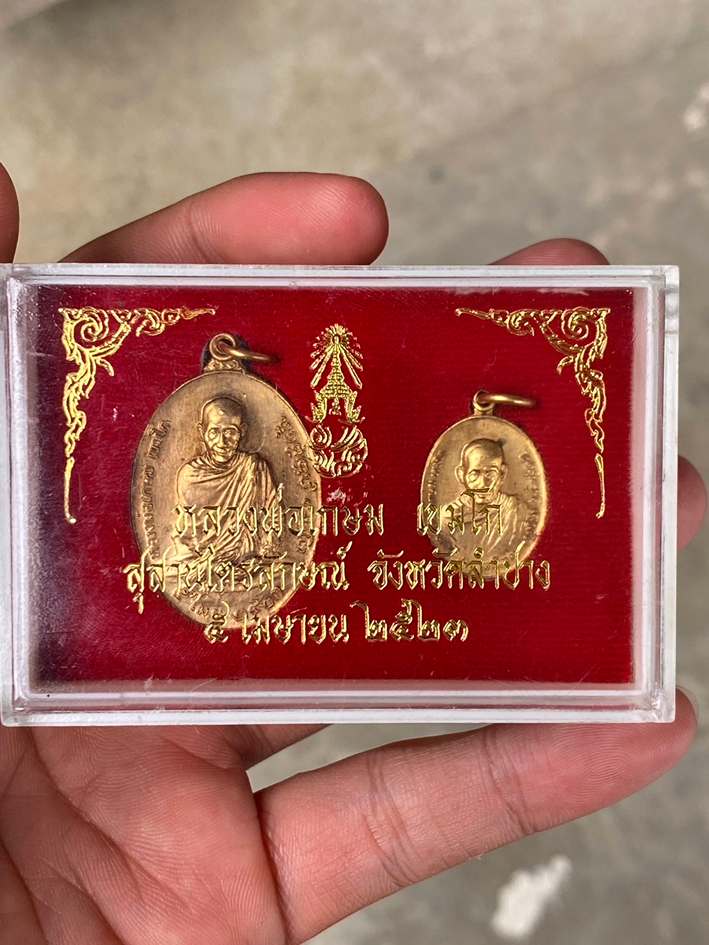 หลวงพ่อเกษม เขมโก
สุสานไตรลักษณ์ จังหวัดลำปาง
๕ เมษายน ๒๕๒๓